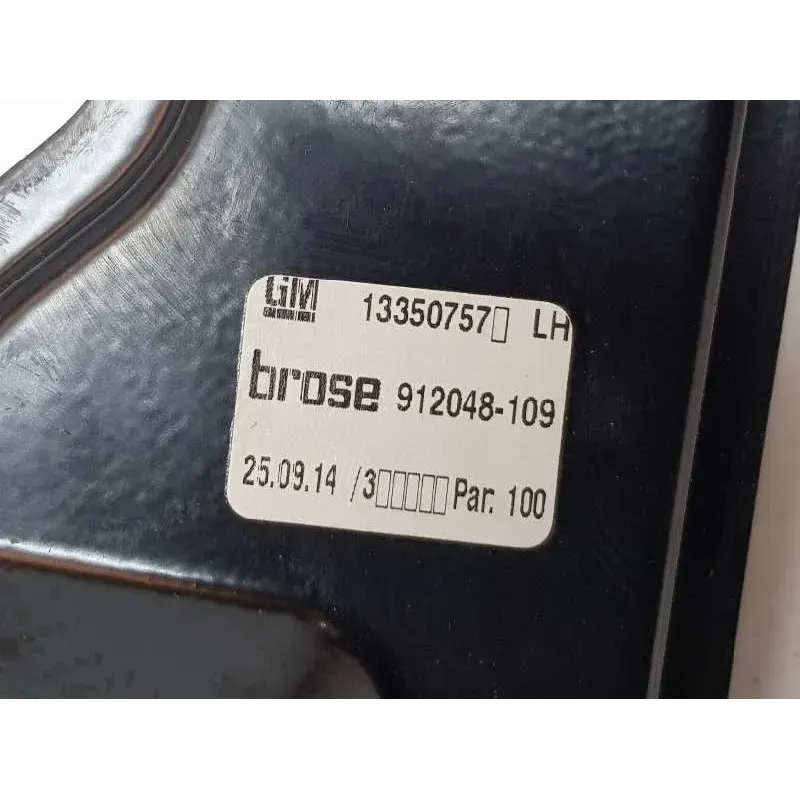 GM 13350757▯ LH
brose 912048-109
25.09.14 /3▯▯▯▯▯ Par. 100